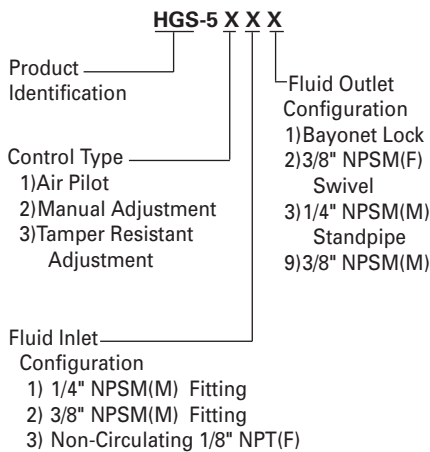 HGS-5 X X X
Product
Identification
Control Type
1)Air Pilot
2)Manual Adjustment
3)Tamper Resistant
Adjustment
Fluid Inlet
Configuration
1) 1/4" NPSM(M) Fitting
2) 3/8" NPSM(M) Fitting
3) Non-Circulating 1/8" NPT(F)
Fluid Outlet
Configuration
1)Bayonet Lock
2)3/8" NPSM(F)
Swivel
3)1/4" NPSM(M)
Standpipe
9)3/8" NPSM(M)